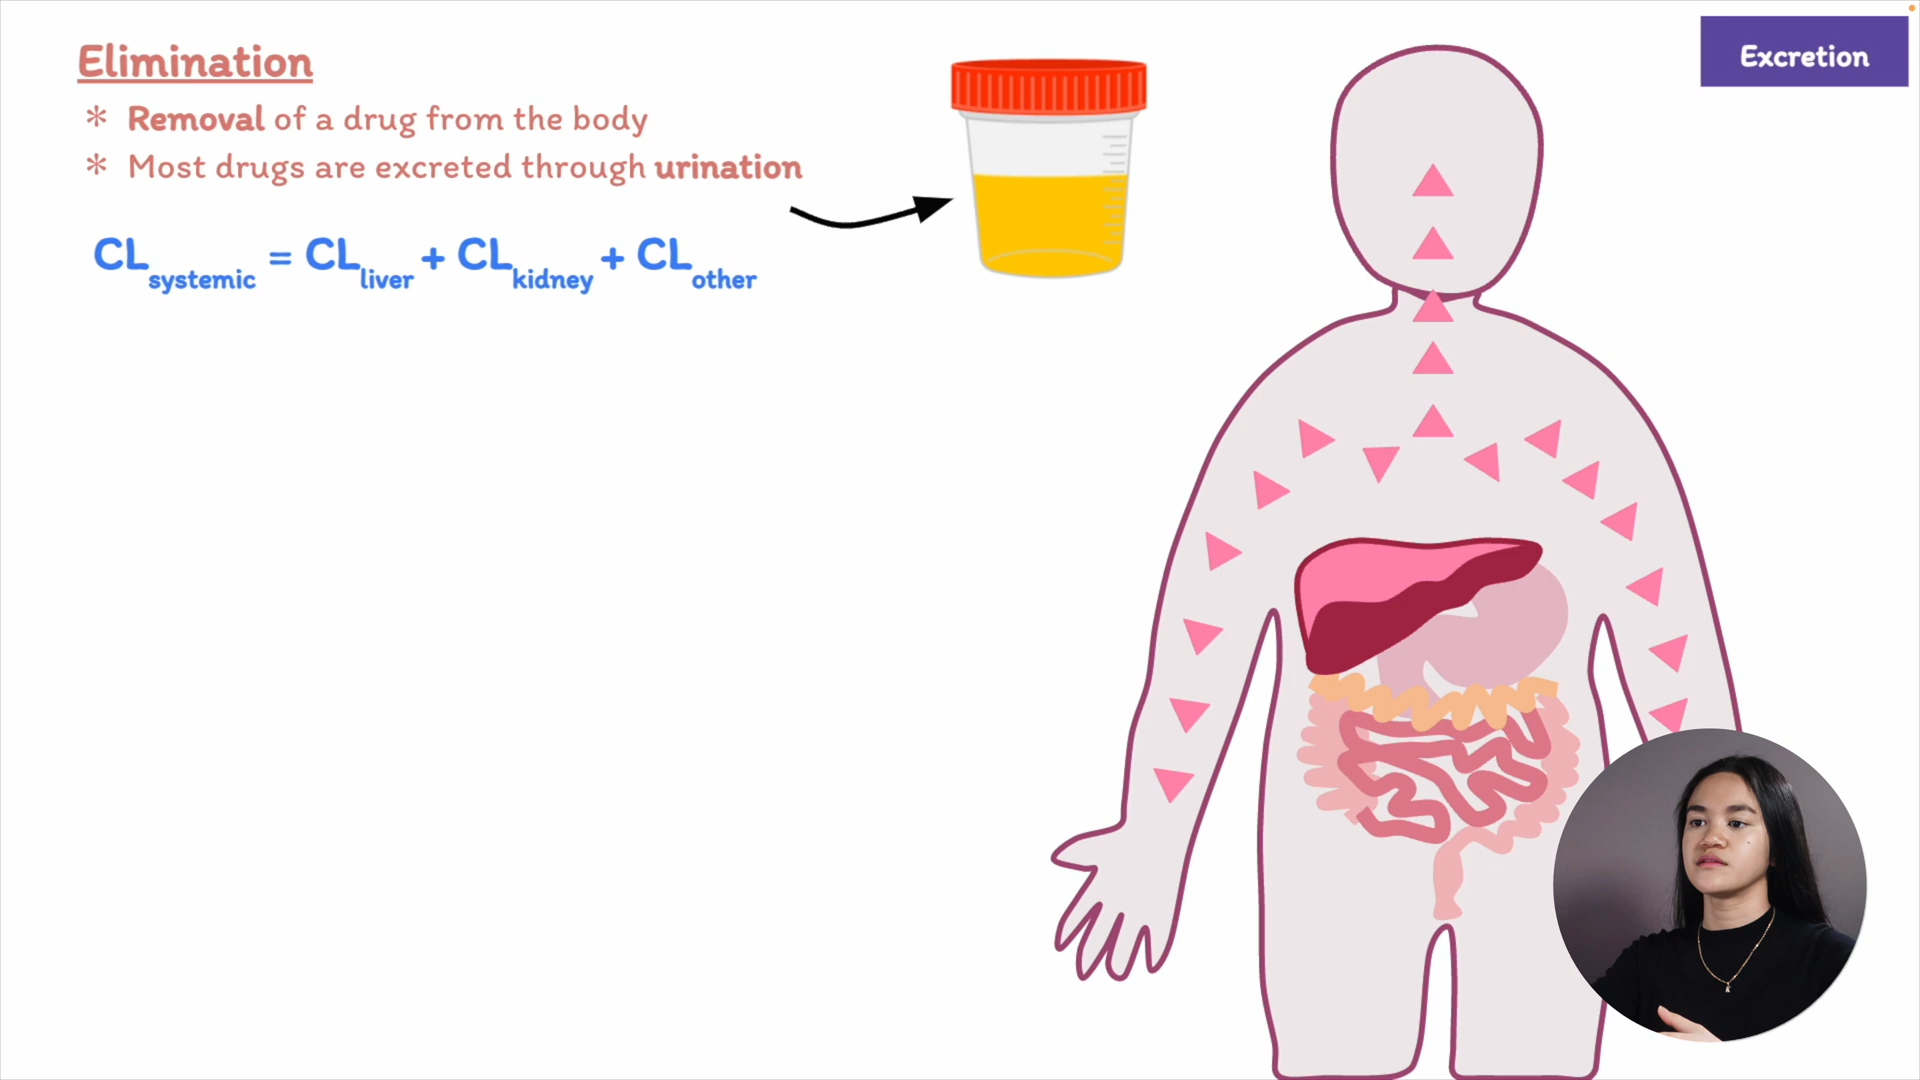 Elimination
Excretion
* Removal of a drug from the body
* Most drugs are excreted through urination
CLsystemic = CLliver + CLkidney + CLother